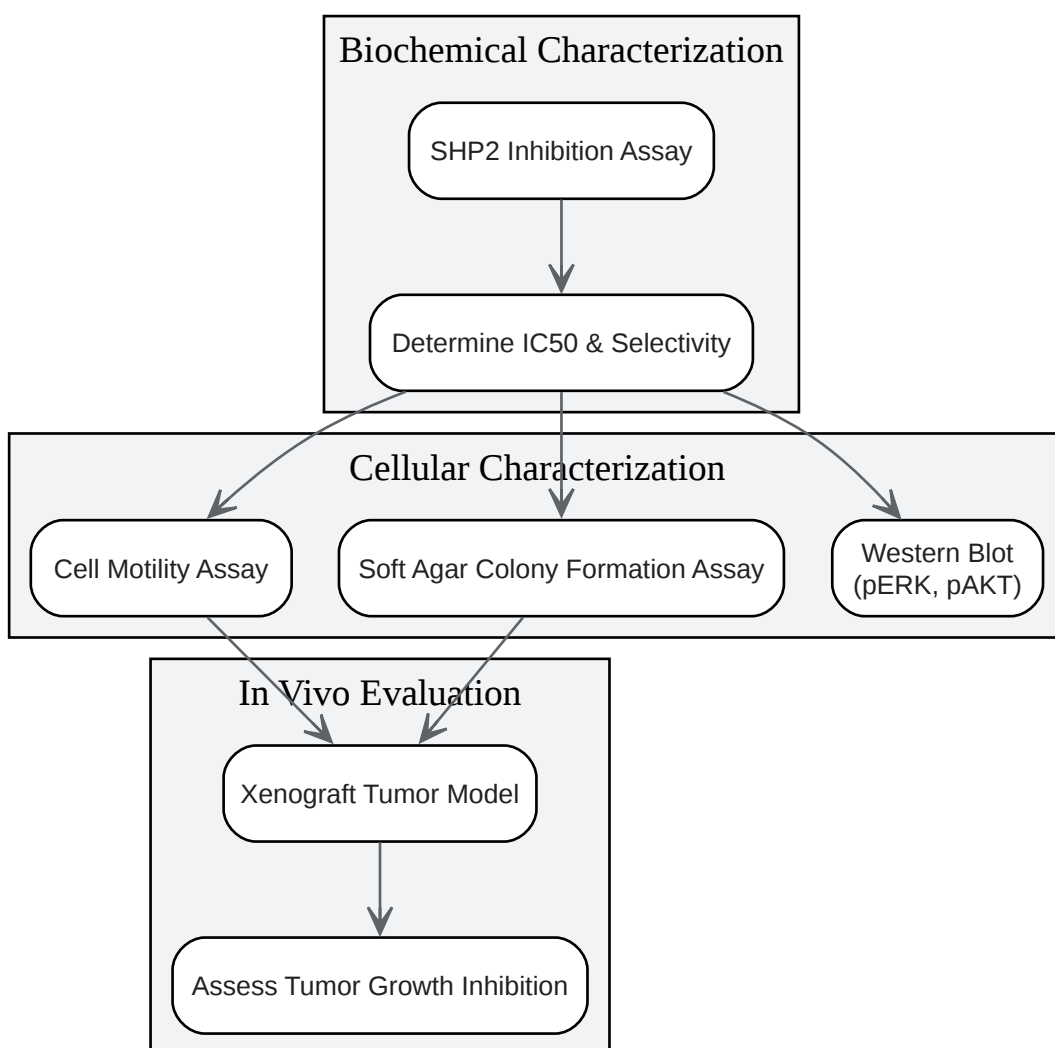 Biochemical Characterization
SHP2 Inhibition Assay
Determine IC50 & Selectivity
Cellular Characterization
Cell Motility Assay
Soft Agar Colony Formation Assay
Western Blot
(pERK, pAKT)
In Vivo Evaluation
Xenograft Tumor Model
Assess Tumor Growth Inhibition